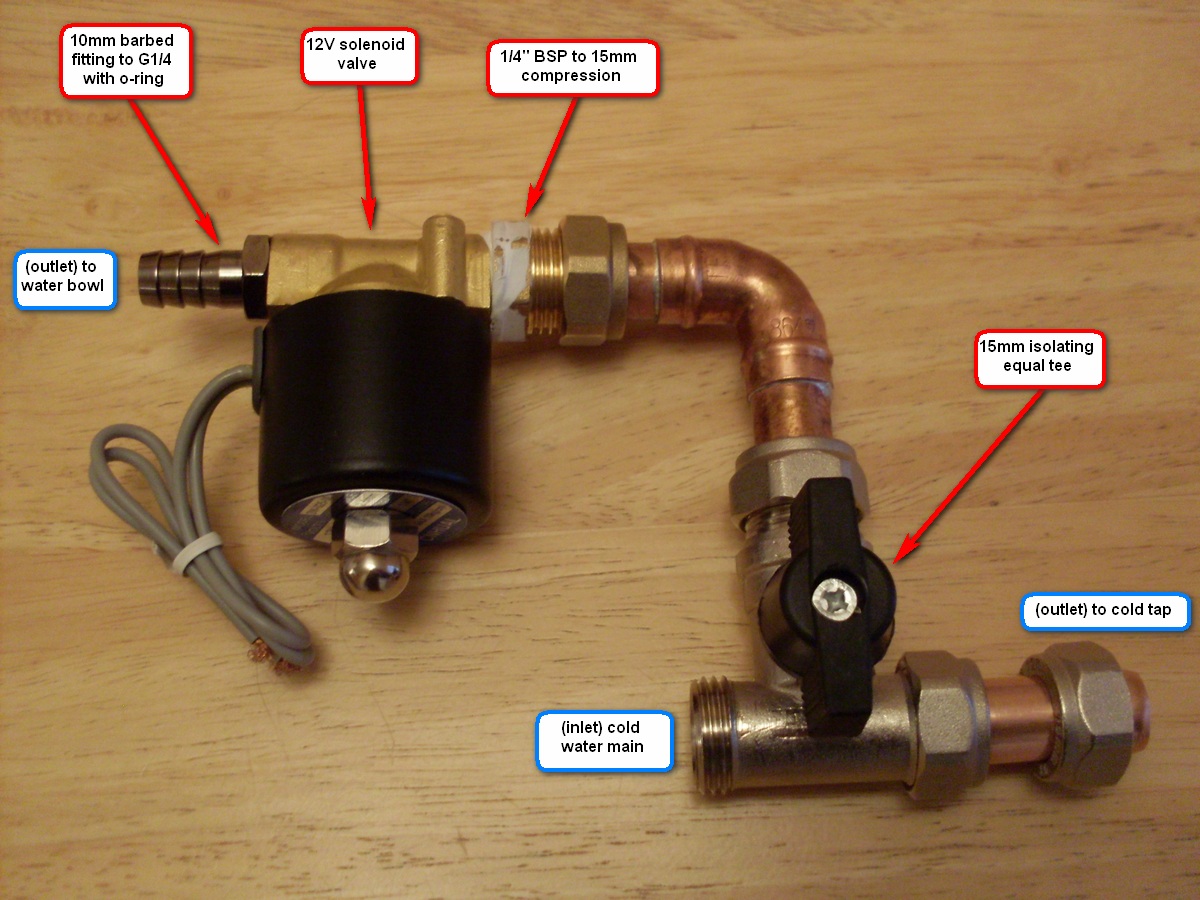 10mm barbed
fitting to G1/4
with o-ring
12V solenoid
valve
1/4" BSP to 15mm
compression
(outlet) to
water bowl
15mm isolating
equal tee
(outlet) to cold tap
(inlet) cold
water main